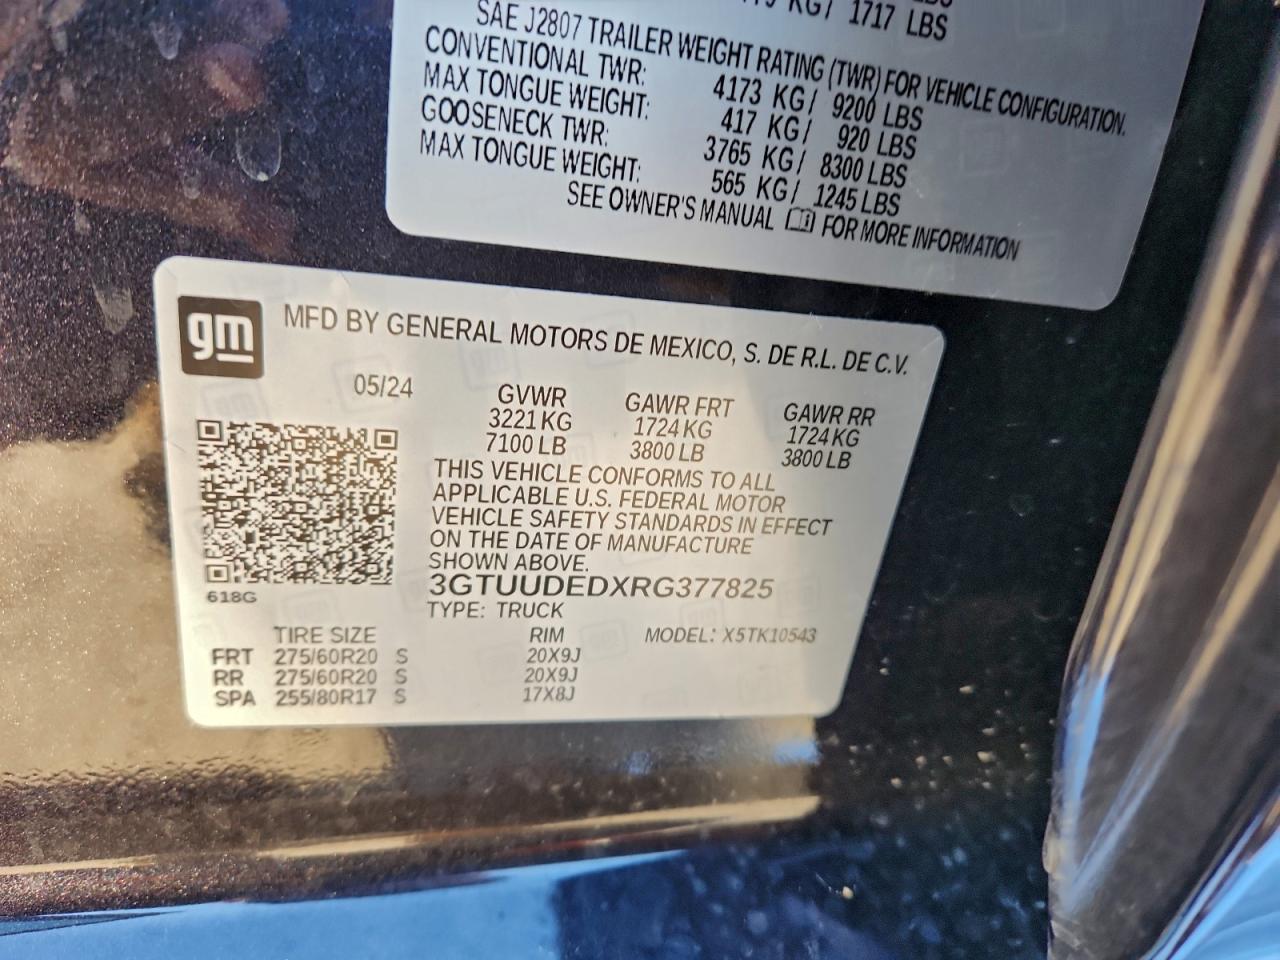 KG/ 1717 LBS
SAE J2807 TRAILER WEIGHT RATING (TWR) FOR VEHICLE CONFIGURATION.
CONVENTIONAL TWR: 4173 KG/ 9200 LBS
MAX TONGUE WEIGHT: 417 KG/ 920 LBS
GOOSENECK TWR: 3765 KG/ 8300 LBS
MAX TONGUE WEIGHT: 565 KG/ 1245 LBS
SEE OWNER'S MANUAL FOR MORE INFORMATION
gm
MFD BY GENERAL MOTORS DE MEXICO, S. DE R.L. DE C.V.
05/24 GVWR GAWR FRT GAWR RR
3221 KG 1724 KG 1724 KG
7100 LB 3800 LB 3800 LB
THIS VEHICLE CONFORMS TO ALL
APPLICABLE U.S. FEDERAL MOTOR
VEHICLE SAFETY STANDARDS IN EFFECT
ON THE DATE OF MANUFACTURE
SHOWN ABOVE.
3GTUUDEDXRG377825
618G
TYPE: TRUCK
TIRE SIZE RIM MODEL: X5TK10543
FRT 275/60R20 S 20X9J
RR 275/60R20 S 20X9J
SPA 255/80R17 S 17X8J